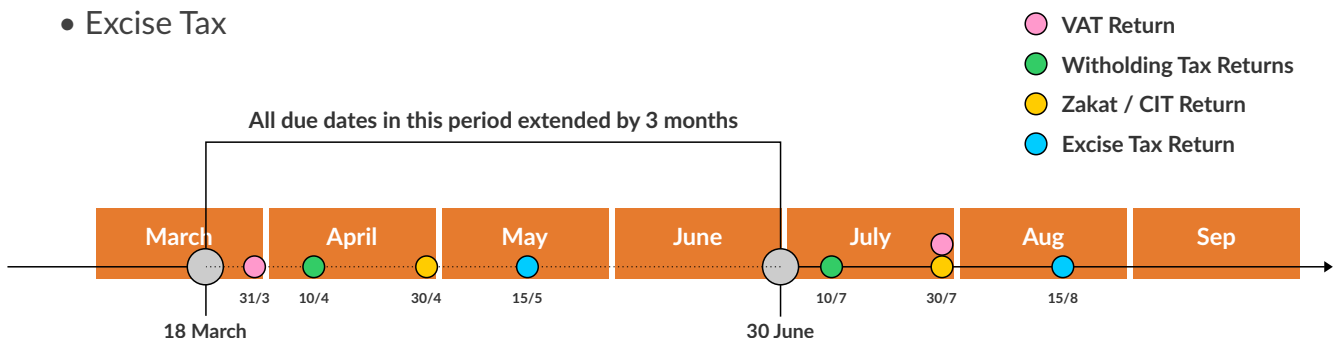 • Excise Tax
VAT Return
Witholding Tax Returns
Zakat / CIT Return
Excise Tax Return
All due dates in this period extended by 3 months
March April May June July Aug Sep
31/3 10/4 30/4 15/5 10/7 30/7 15/8
18 March 30 June